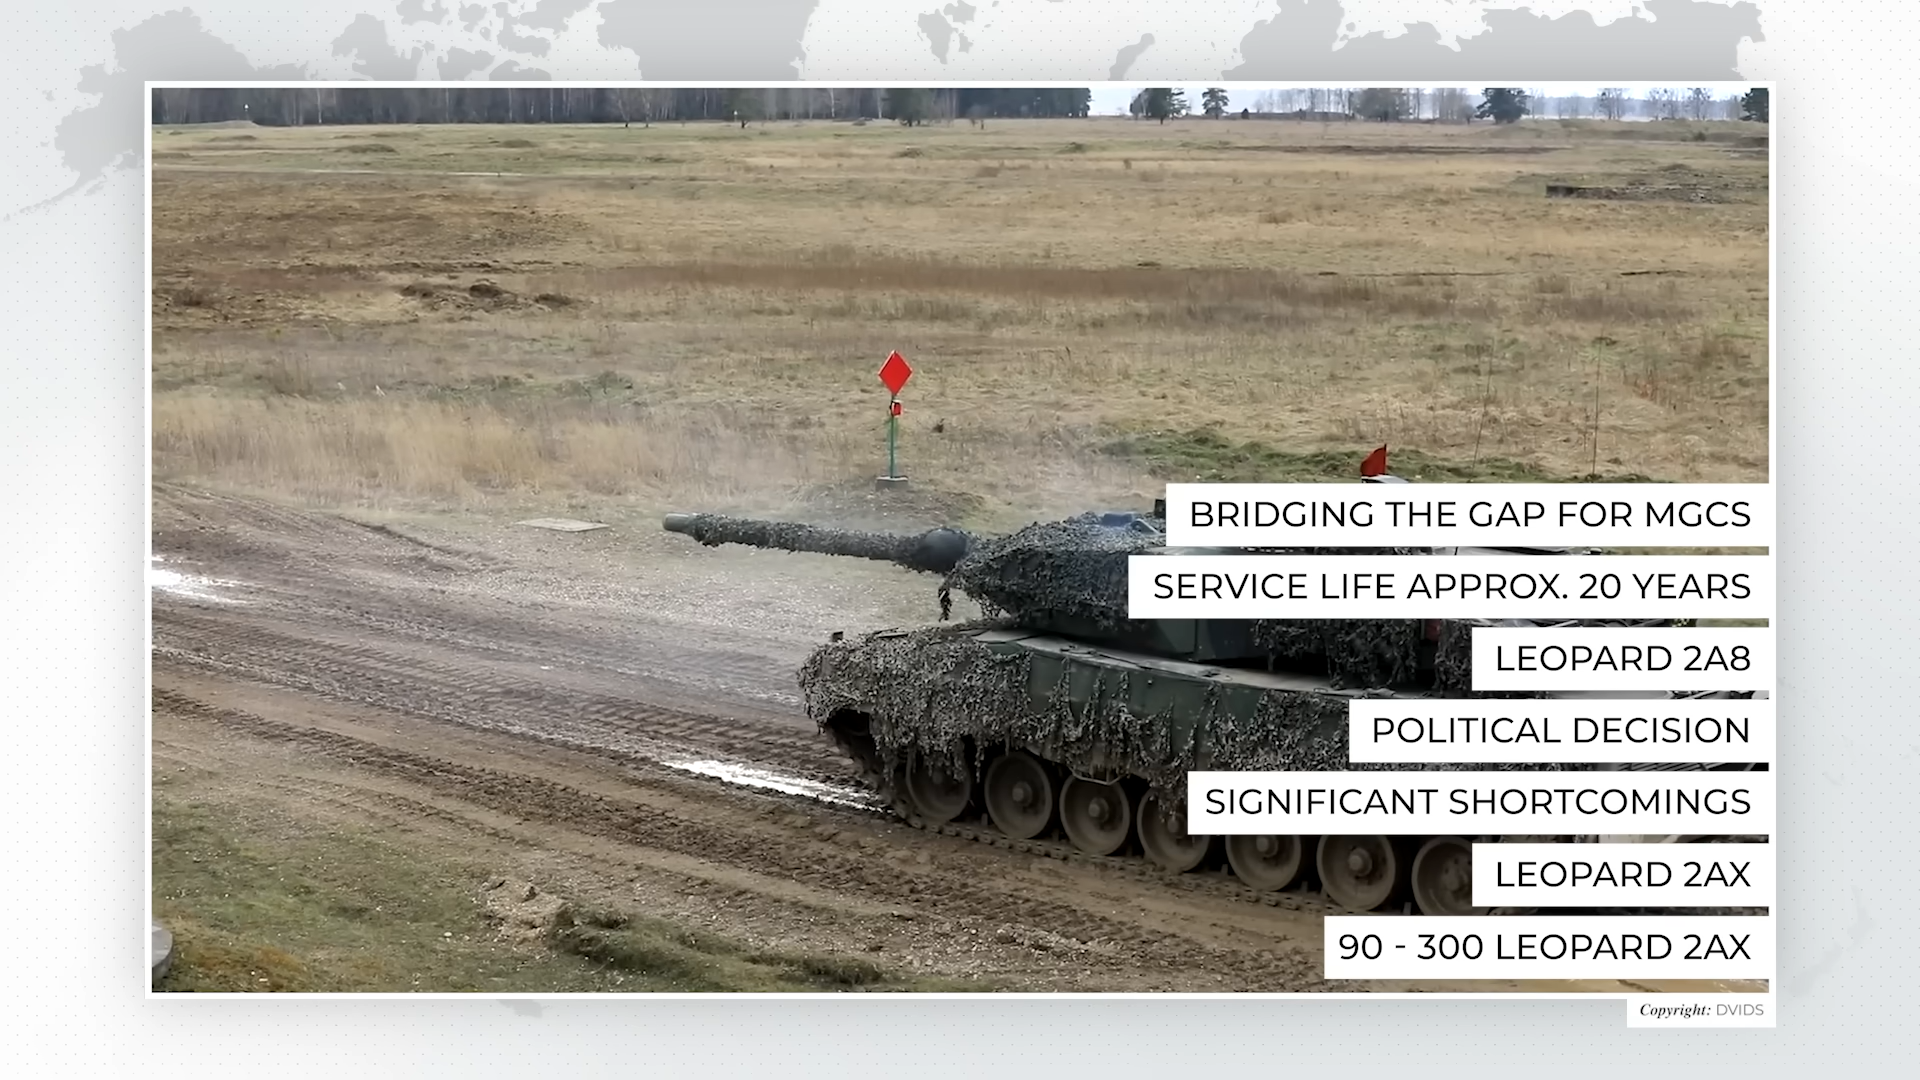 BRIDGING THE GAP FOR MGCS
SERVICE LIFE APPROX. 20 YEARS
LEOPARD 2A8
POLITICAL DECISION
SIGNIFICANT SHORTCOMINGS
LEOPARD 2AX
90 - 300 LEOPARD 2AX
Copyright: DVIDS